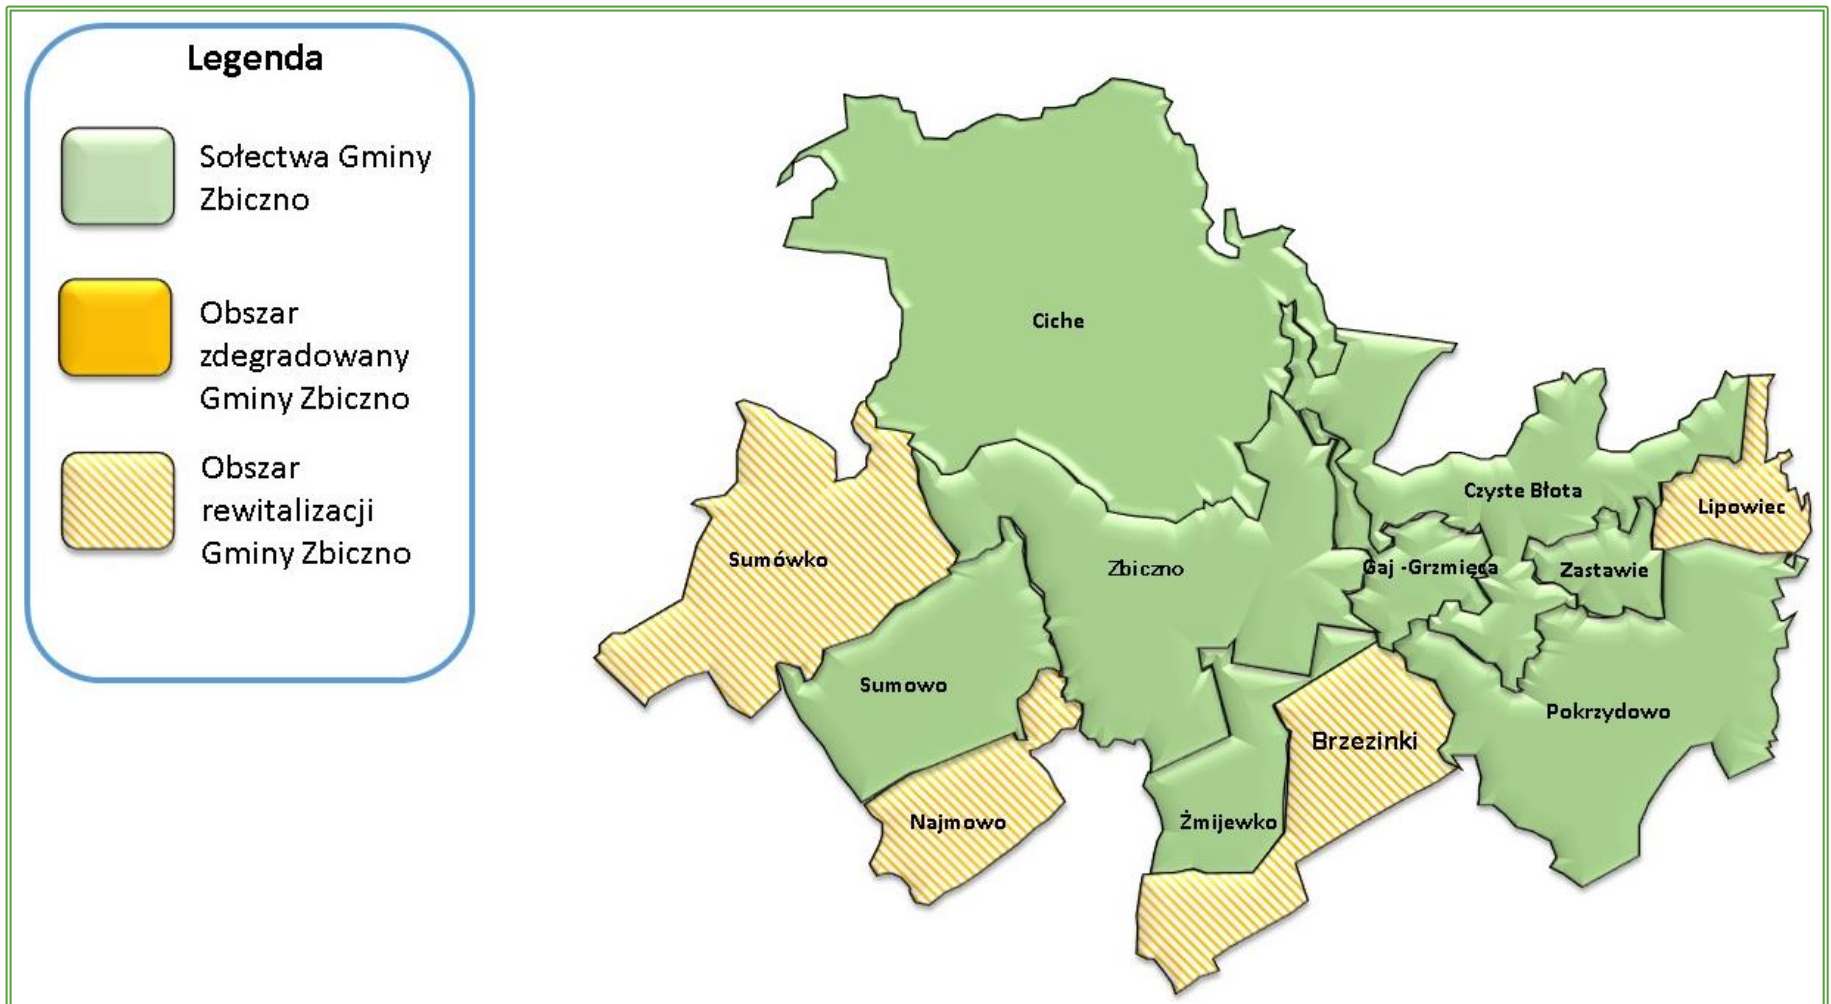 Legenda
Sołectwa Gminy
Zbiczno
Obszar
zdegradowany
Gminy Zbiczno
Obszar
rewitalizacji
Gminy Zbiczno
Ciche
Czyste Błota
Lipowiec
Sumówko
Zbiczno
Gaj -Grzmięca
Zastawie
Sumowo
Pokrzydowo
Brzezinki
Najmowo
Żmijewko